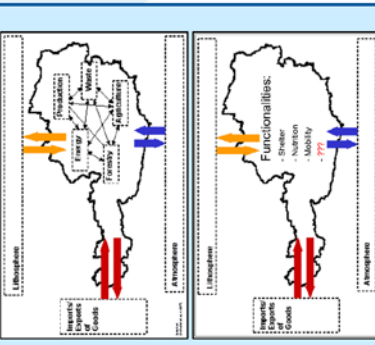 Lithosphere
Production
Waste
Energy
Agriculture
Forestry
Imports/
Exports
of
Goods
Atmosphere
Lithosphere
Functionalities:
- Shelter
- Nutrition
- Mobility
- ???
Imports/
Exports
of
Goods
Atmosphere